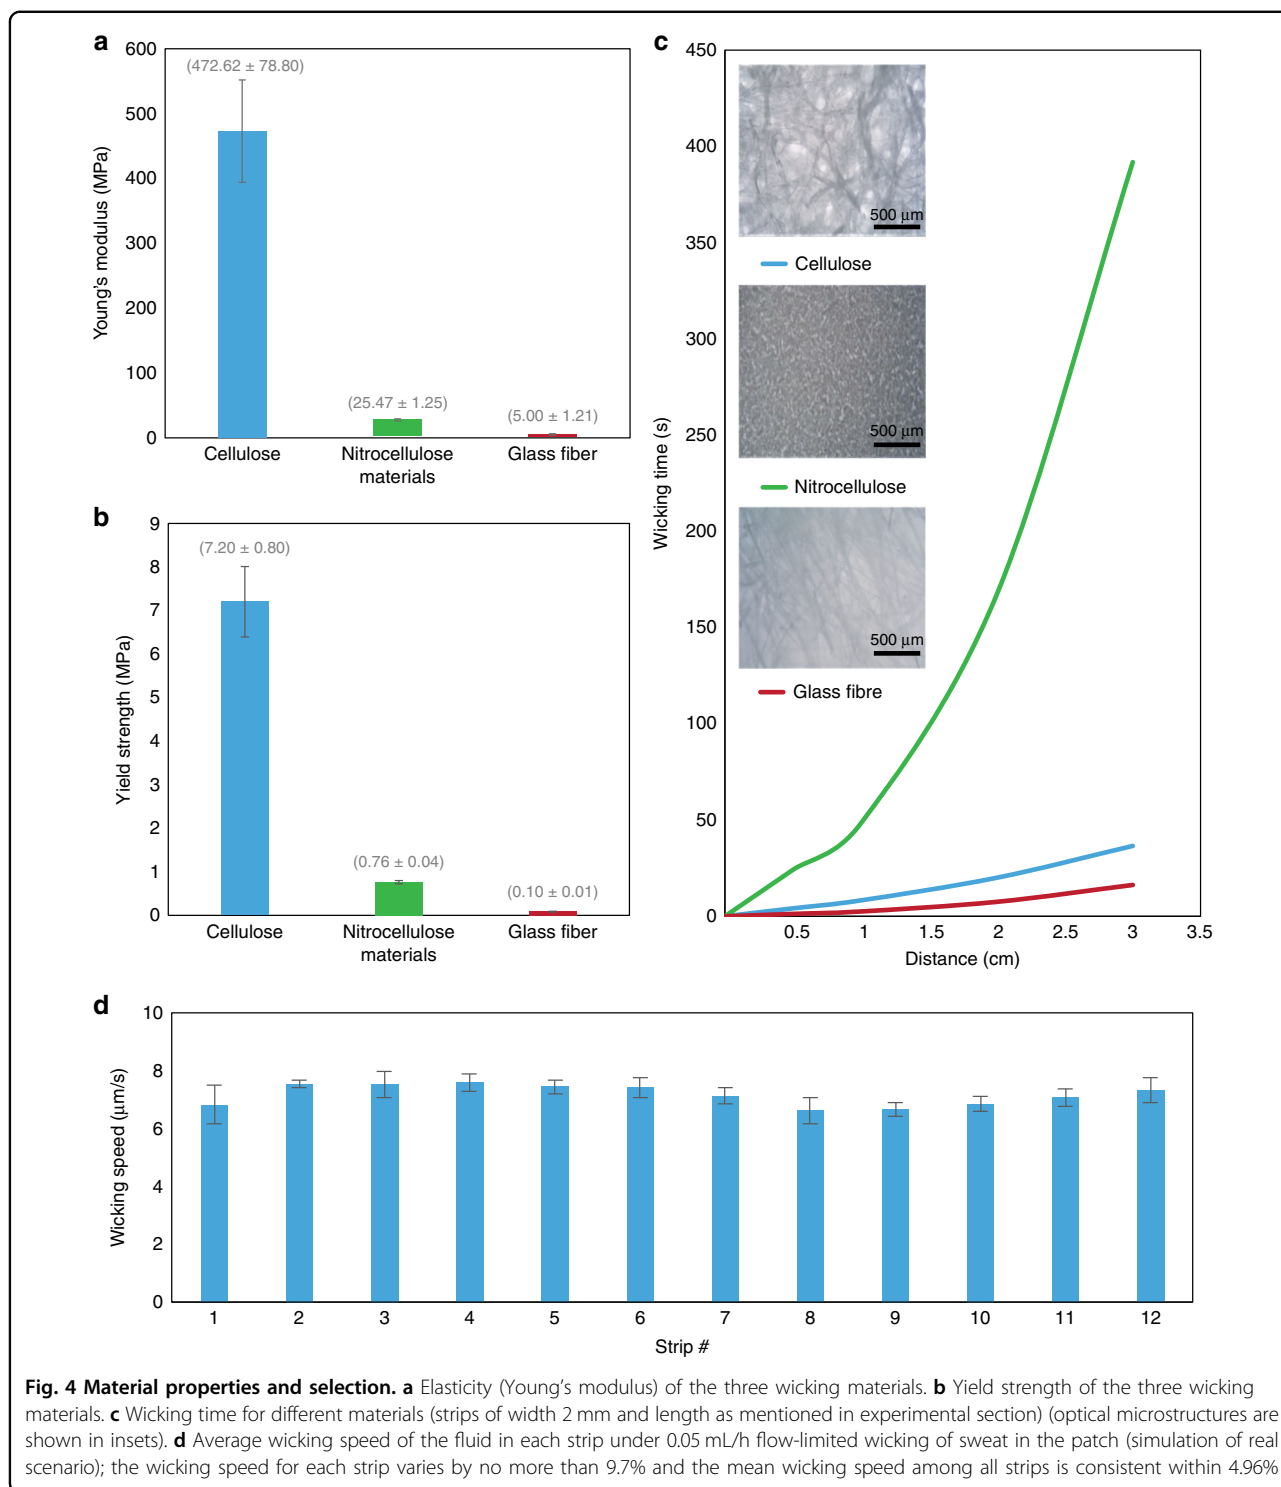 a
600
500
400
300
200
100
0
Young's modulus (MPa)
(472.62 ± 78.80)
(25.47 ± 1.25)
(5.00 ± 1.21)
Cellulose
Nitrocellulose
materials
Glass fiber
b
9
8
7
6
5
4
3
2
1
0
Yield strength (MPa)
(7.20 ± 0.80)
(0.76 ± 0.04)
(0.10 ± 0.01)
Cellulose
Nitrocellulose
materials
Glass fiber
c
450
400
350
300
250
200
150
100
50
0
Wicking time (s)
500 μm
Cellulose
500 μm
Nitrocellulose
500 μm
Glass fibre
0.5 1 1.5 2 2.5 3 3.5
Distance (cm)
d
10
8
6
4
2
0
Wicking speed (μm/s)
1 2 3 4 5 6 7 8 9 10 11 12
Strip #
Fig. 4 Material properties and selection. a Elasticity (Young's modulus) of the three wicking materials. b Yield strength of the three wicking
materials. c Wicking time for different materials (strips of width 2 mm and length as mentioned in experimental section) (optical microstructures are
shown in insets). d Average wicking speed of the fluid in each strip under 0.05 mL/h flow-limited wicking of sweat in the patch (simulation of real
scenario); the wicking speed for each strip varies by no more than 9.7% and the mean wicking speed among all strips is consistent within 4.96%